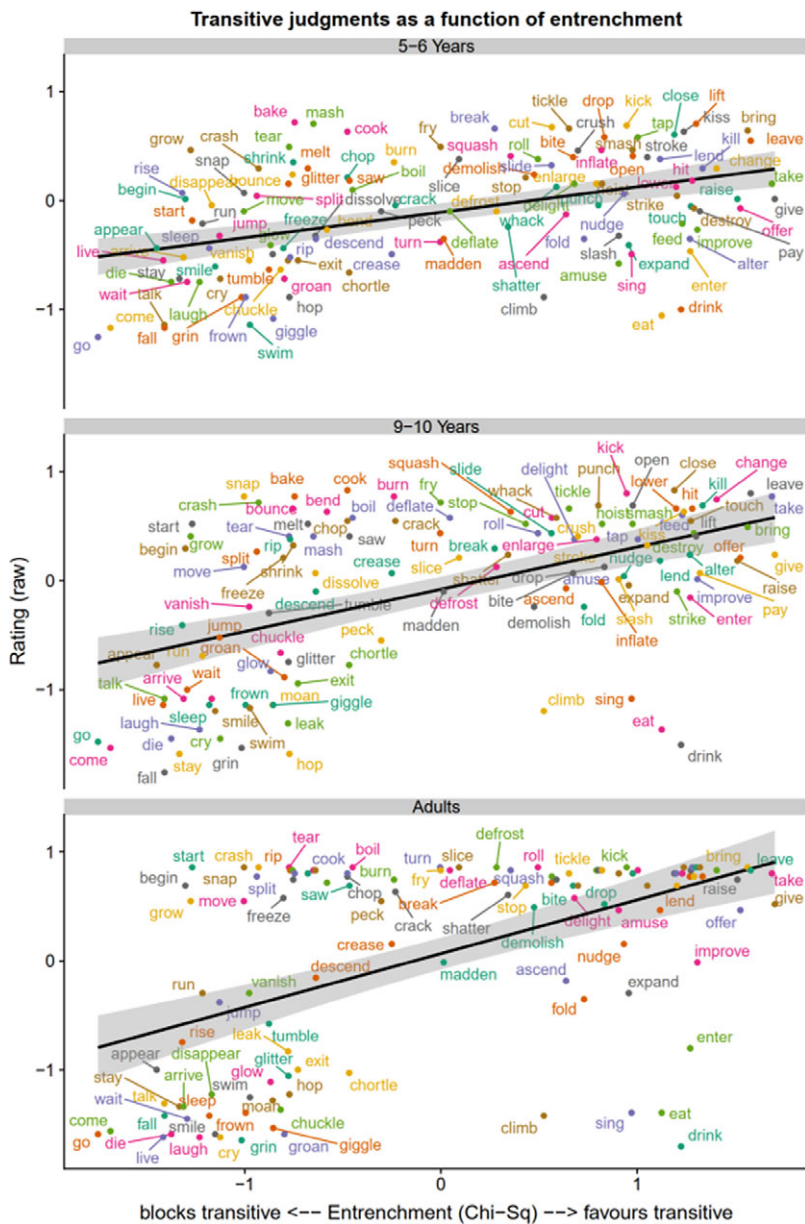 Transitive judgments as a function of entrenchment
5−6 Years
1
bake mash
cook
tear
break
tickle
cut
drop
kick
close
lift
kiss
bring
leave
grow
crash
melt
burn
fry
squash
bite
crush
smash
tap
stroke
kill
shrink
chop
slide
roll
inflate
lend
change
snap
bounce
glitter
saw
boil
demolish
open
rise
disappear
split
slice
stop
enlarge
lower
hit
take
begin
move
dissolve
crack
defrost
punch
strike
raise
give
0
start
run
freeze
bend
peck
whack
delight
touch
destroy
offer
appear
jump
glow
descend
deflate
fold
slash
feed
improve
pay
live
arrive
sleep
vanish
rip
turn
shatter
ascend
expand
alter
die
stay
smile
tumble
exit
crease
madden
amuse
sing
enter
wait
cry
chuckle
chortle
−1
come
talk
laugh
hop
climb
drink
go
fall
grin
frown
giggle
swim
eat
9−10 Years
1
snap
bake
cook
burn
squash
slide
delight
kick
open
close
change
leave
crash
bounce
bend
deflate
fry
whack
punch
lower
hit
kill
take
start
melt
chop
boil
crack
stop
cut
tickle
hoist
smash
touch
bring
grow
tear
rip
mash
saw
turn
roll
crush
feed
lift
begin
split
slice
break
enlarge
stroke
tap
kiss
destroy
offer
give
move
shrink
dissolve
crease
shatter
nudge
alter
raise
freeze
drop
amuse
lend
0
vanish
descend
tumble
defrost
bite
ascend
expand
improve
pay
rise
jump
madden
demolish
fold
slash
strike
enter
appear
run
chuckle
peck
inflate
groan
glow
glitter
chortle
talk
arrive
wait
exit
−1
live
frown
moan
giggle
climb
sing
go
laugh
sleep
smile
leak
eat
come
die
cry
swim
drink
fall
stay
grin
hop
Rating (raw)
Adults
1
start
crash
rip
tear
boil
turn
slice
defrost
roll
tickle
kick
bring
leave
begin
snap
split
cook
burn
fry
deflate
squash
raise
take
grow
move
saw
chop
peck
break
stop
bite
drop
lend
give
freeze
crack
shatter
delight
amuse
offer
crease
demolish
nudge
0
descend
madden
ascend
improve
run
vanish
jump
fold
expand
rise
tumble
enter
appear
disappear
leak
−1
stay
arrive
glitter
exit
chortle
wait
talk
sleep
swim
glow
hop
come
fall
smile
frown
moan
chuckle
climb
sing
eat
go
die
laugh
cry
grin
groan
giggle
drink
live
−1 0 1
blocks transitive <−− Entrenchment (Chi−Sq) −−> favours transitive